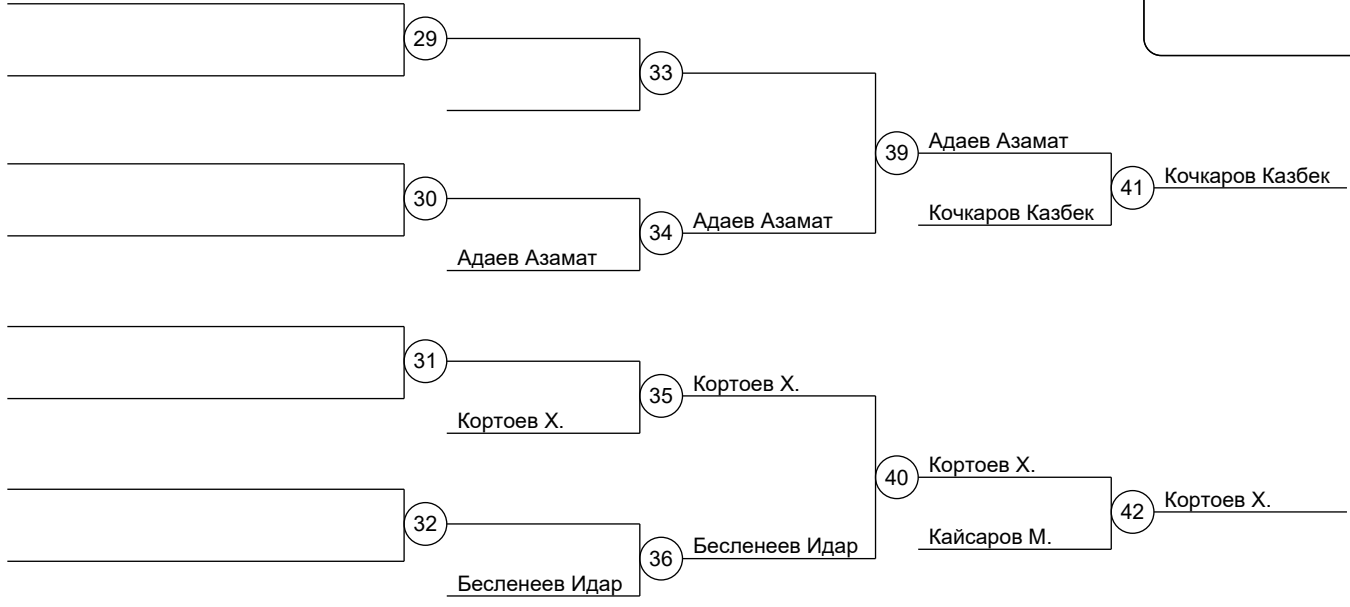 29
33
39
Адаев Азамат
41
Кочкаров Казбек
30
Кочкаров Казбек
34
Адаев Азамат
Адаев Азамат
31
35
Кортоев Х.
Кортоев Х.
40
Кортоев Х.
42
Кортоев Х.
32
Кайсаров М.
36
Бесленеев Идар
Бесленеев Идар